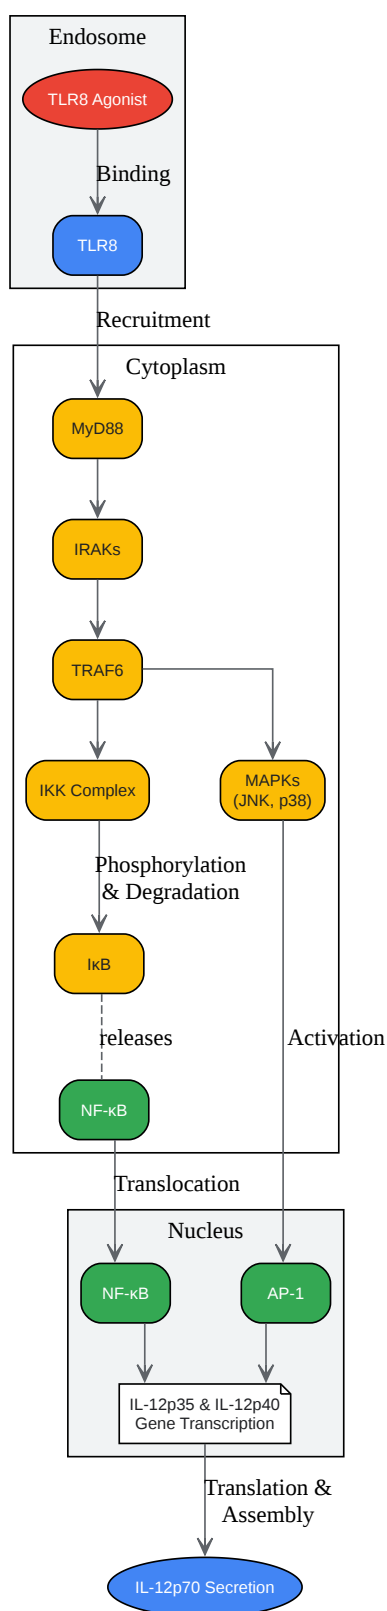 Endosome
TLR8 Agonist
Binding
TLR8
Recruitment
Cytoplasm
MyD88
IRAKs
TRAF6
IKK Complex
MAPKs
(JNK, p38)
Phosphorylation
& Degradation
IκB
releases
Activation
NF-κB
Translocation
Nucleus
NF-κB
AP-1
IL-12p35 & IL-12p40
Gene Transcription
Translation &
Assembly
IL-12p70 Secretion